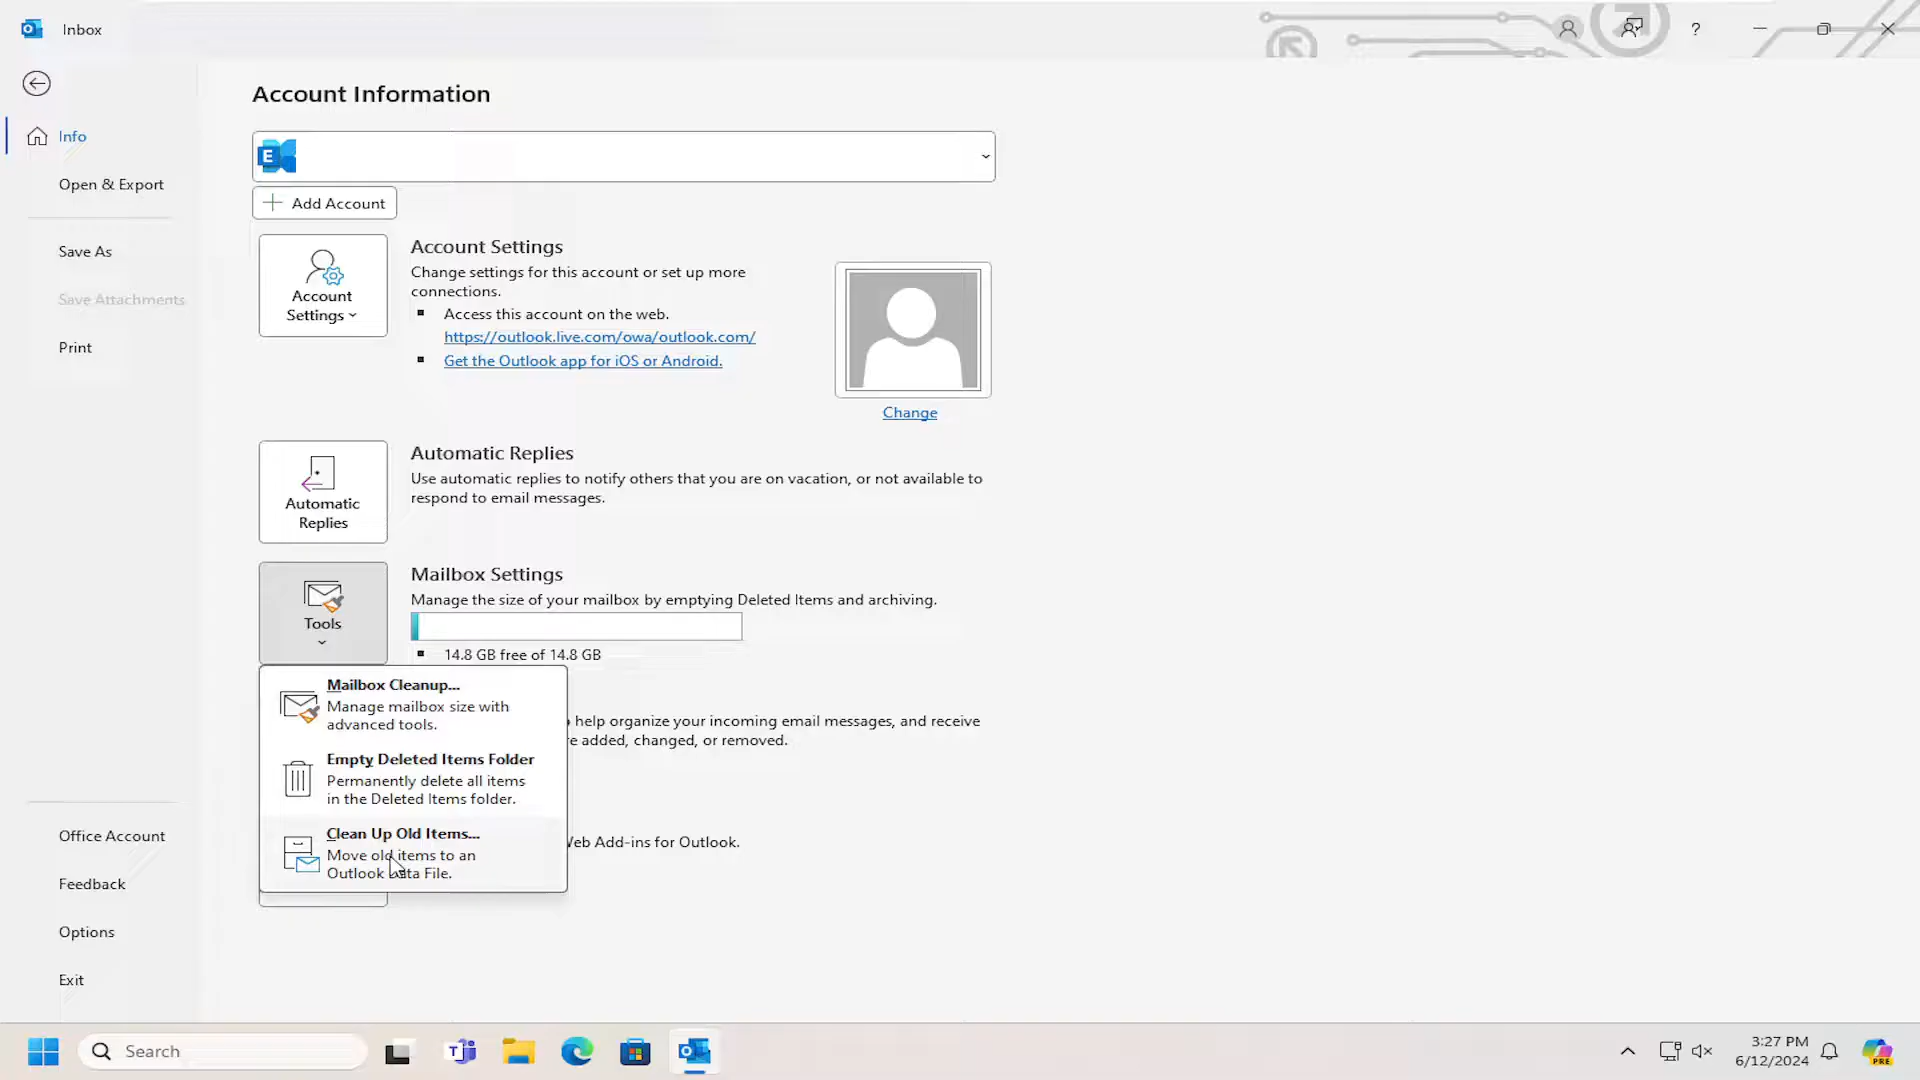 Inbox
?
Info
Open & Export
Save As
Save Attachments
Print
Office Account
Feedback
Options
Exit
Account Information
E
Add Account
Account
Settings
Account Settings
Change settings for this account or set up more
connections.
Access this account on the web.
https://outlook.live.com/owa/outlook.com/
Get the Outlook app for iOS or Android.
Change
Automatic
Replies
Automatic Replies
Use automatic replies to notify others that you are on vacation, or not available to
respond to email messages.
Tools
Mailbox Settings
Manage the size of your mailbox by emptying Deleted Items and archiving.
14.8 GB free of 14.8 GB
Mailbox Cleanup...
Manage mailbox size with
advanced tools.
Empty Deleted Items Folder
Permanently delete all items
in the Deleted Items folder.
Clean Up Old Items...
Move old items to an
Outlook Data File.
help organize your incoming email messages, and receive
added, changed, or removed.
Add-ins for Outlook.
Search
3:27 PM
6/12/2024
PRE